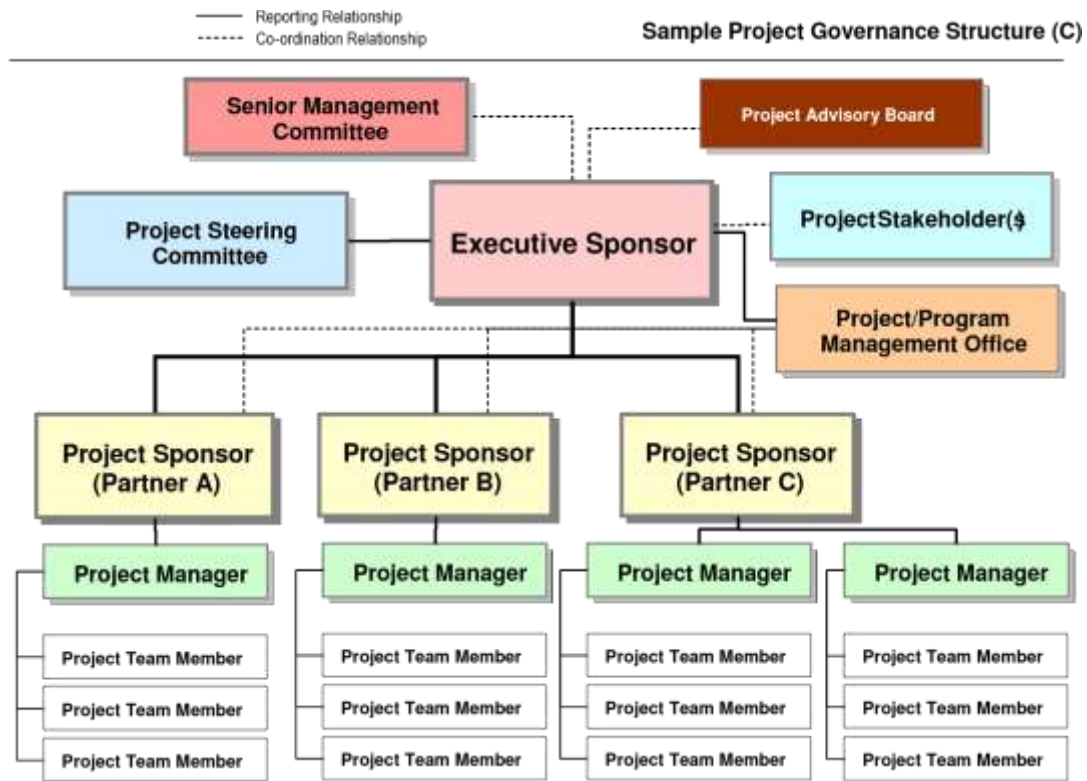 Reporting Relationship
Co-ordination Relationship
Sample Project Governance Structure (C)
Senior Management
Committee
Project Advisory Board
Project Steering
Committee
Executive Sponsor
ProjectStakeholder(s)
Project/Program
Management Office
Project Sponsor
(Partner A)
Project Sponsor
(Partner B)
Project Sponsor
(Partner C)
Project Manager
Project Manager
Project Manager
Project Manager
Project Team Member
Project Team Member
Project Team Member
Project Team Member
Project Team Member
Project Team Member
Project Team Member
Project Team Member
Project Team Member
Project Team Member
Project Team Member
Project Team Member